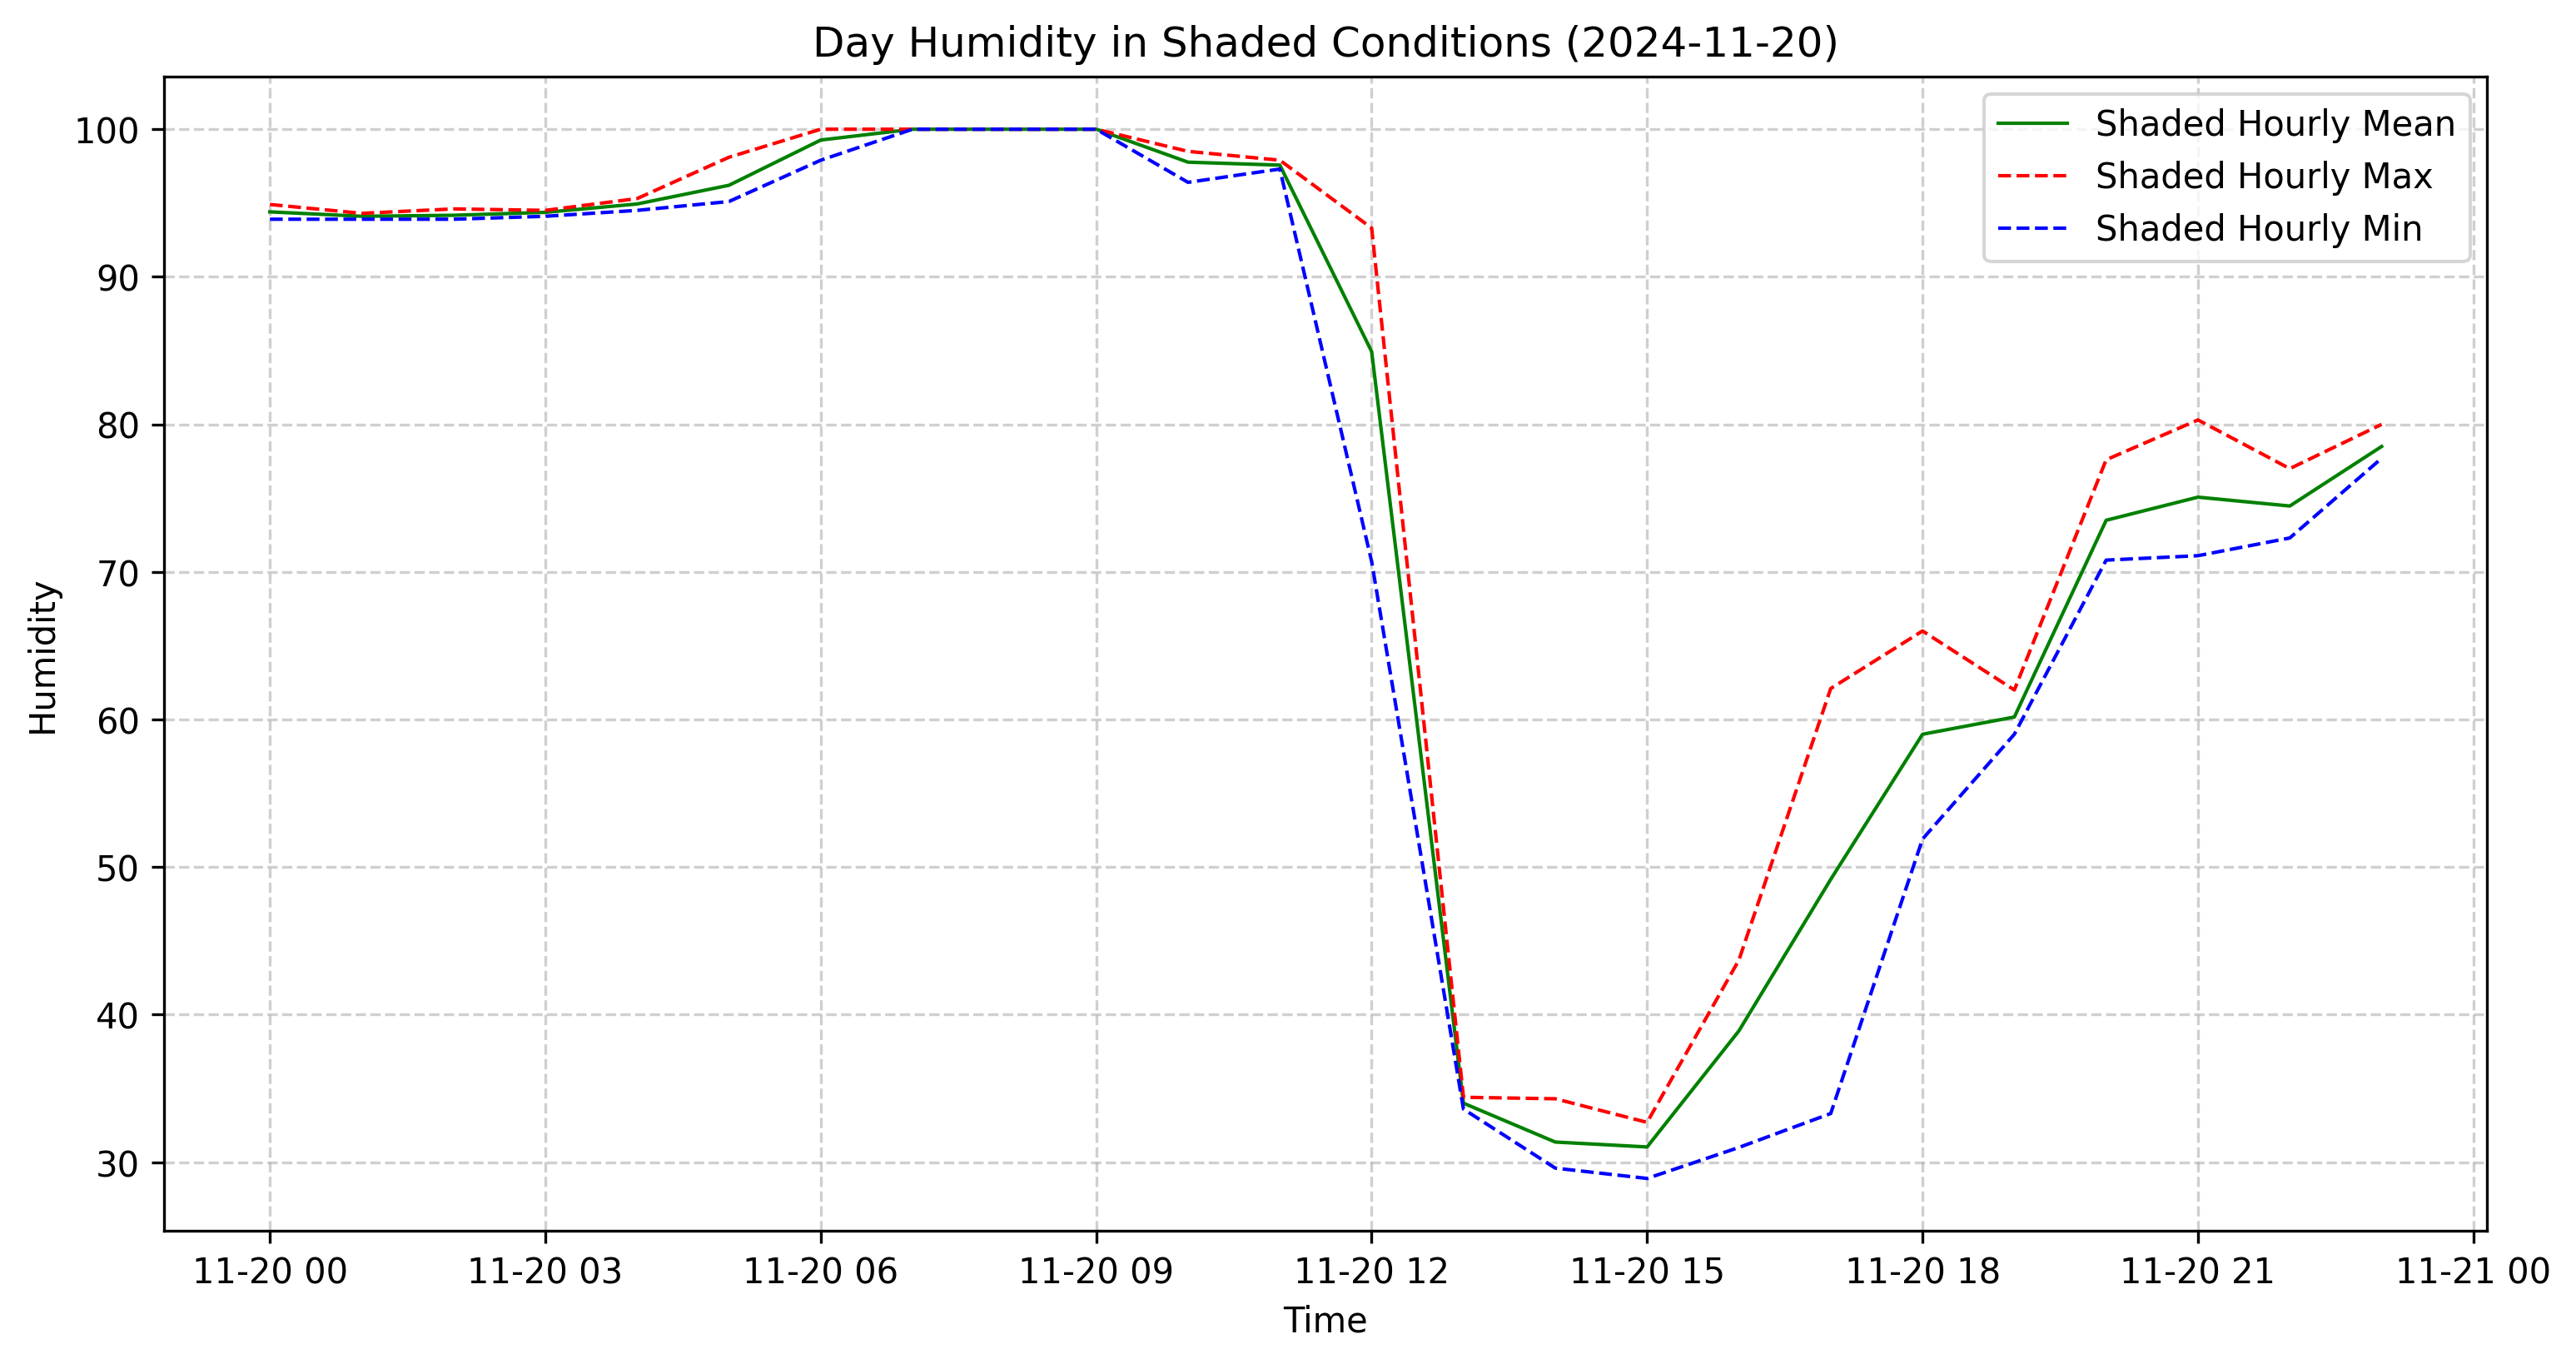 Day Humidity in Shaded Conditions (2024-11-20)
Shaded Hourly Mean
Shaded Hourly Max
Shaded Hourly Min
Humidity
100
90
80
70
60
50
40
30
11-20 00
11-20 03
11-20 06
11-20 09
11-20 12
11-20 15
11-20 18
11-20 21
11-21 00
Time